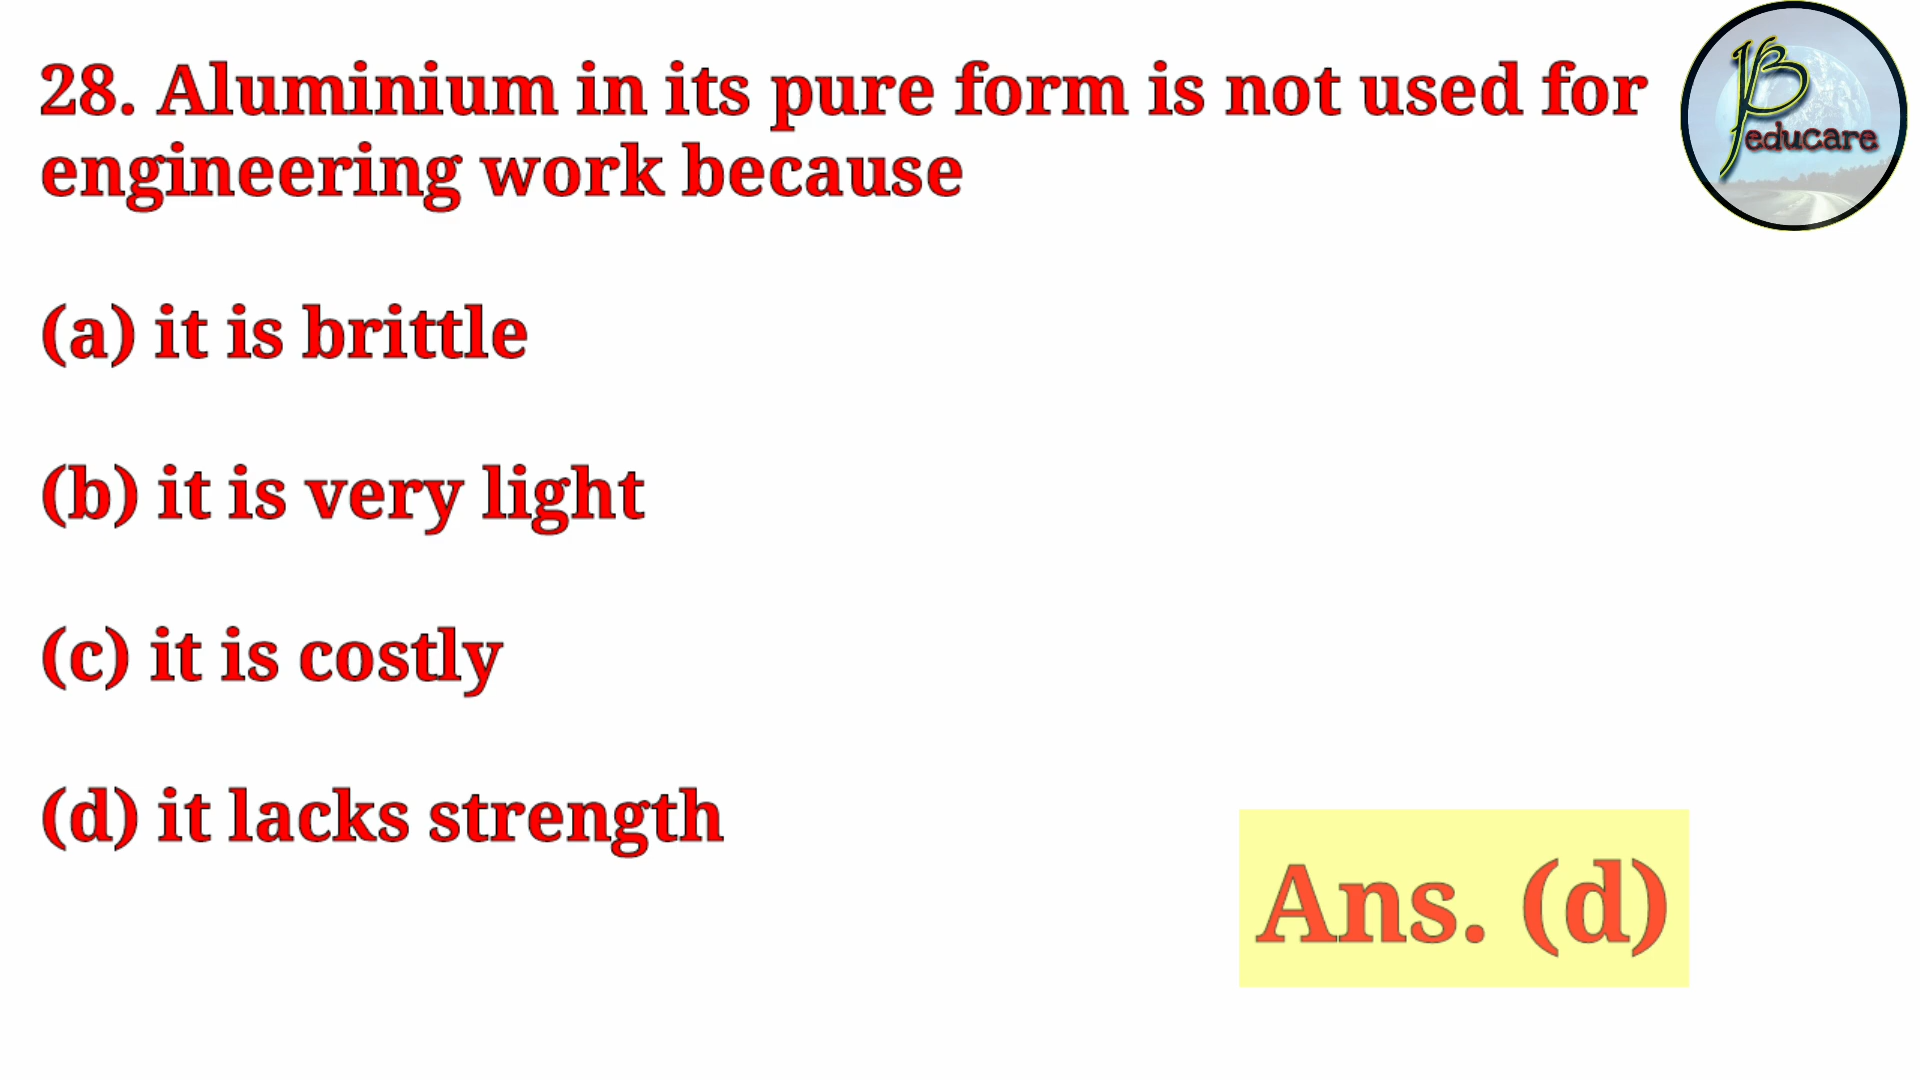 28. Aluminium in its pure form is not used for
engineering work because
(a) it is brittle
(b) it is very light
(c) it is costly
(d) it lacks strength
Ans. (d)
educare